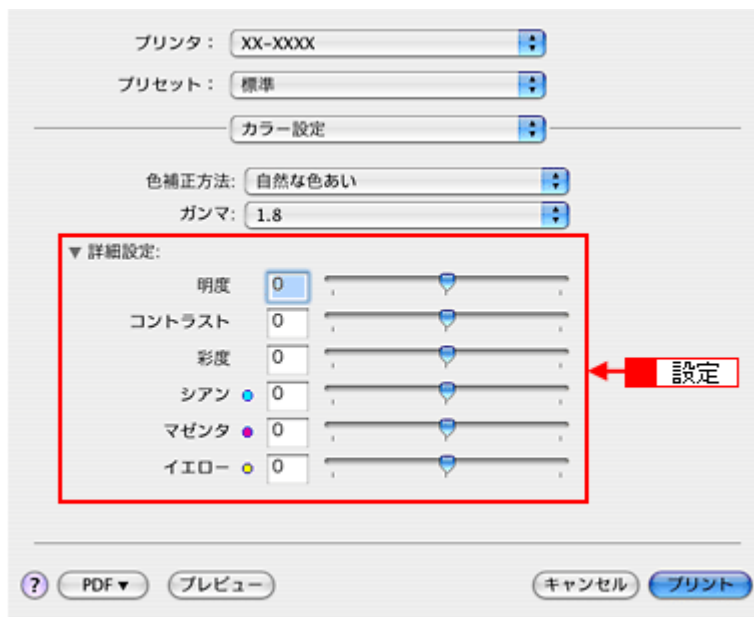 プリンタ： XX-XXXX
プリセット： 標準
カラー設定
色補正方法: 自然な色あい
ガンマ: 1.8
▼ 詳細設定:
明度 0
コントラスト 0
彩度 0
設定
シアン 0
マゼンタ 0
イエロー 0
? PDF ▼ プレビュー キャンセル プリント